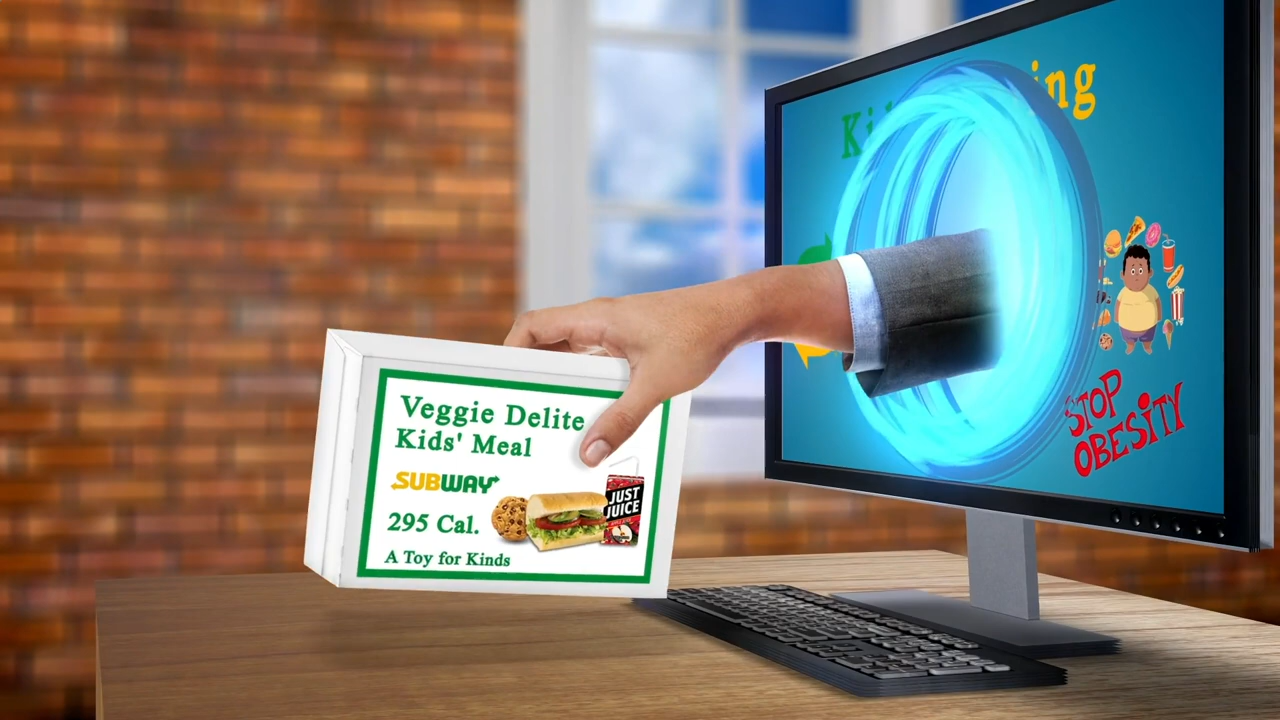 Veggie Delite
Kids' Meal
SUBWAY
295 Cal.
A Toy for Kinds
JUST
JUICE
STOP
OBESITY